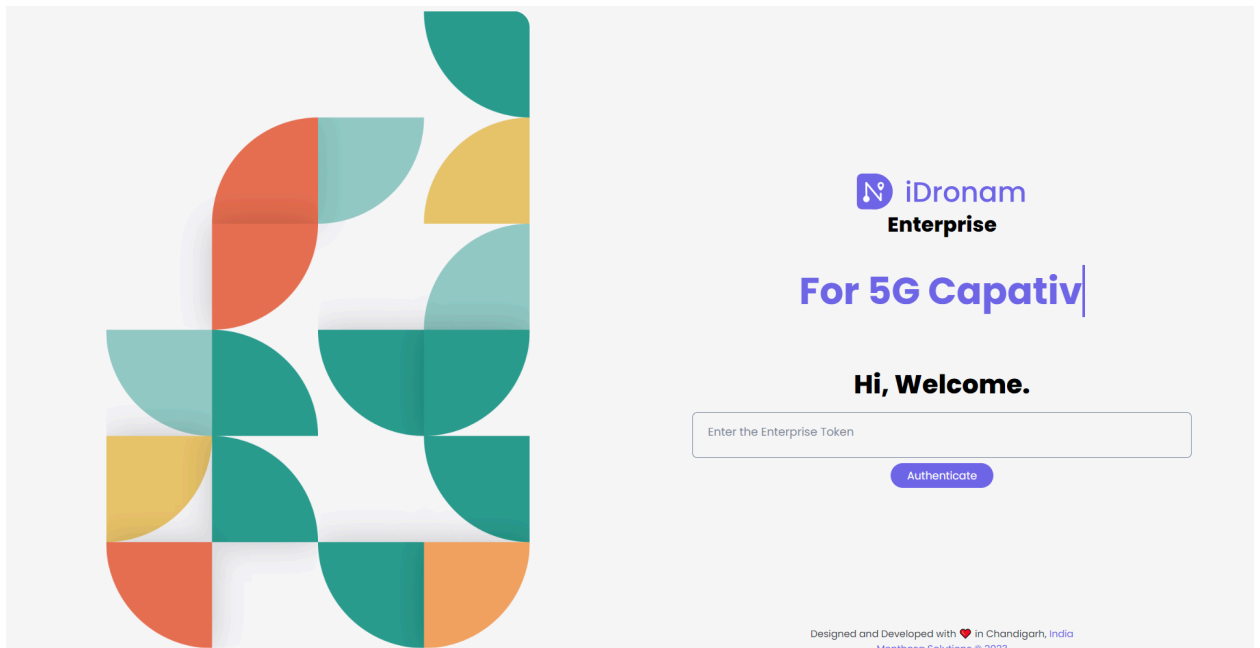 iDronam
Enterprise
For 5G Capativ
Hi, Welcome.
Enter the Enterprise Token
Authenticate
Designed and Developed with ❤ in Chandigarh, India